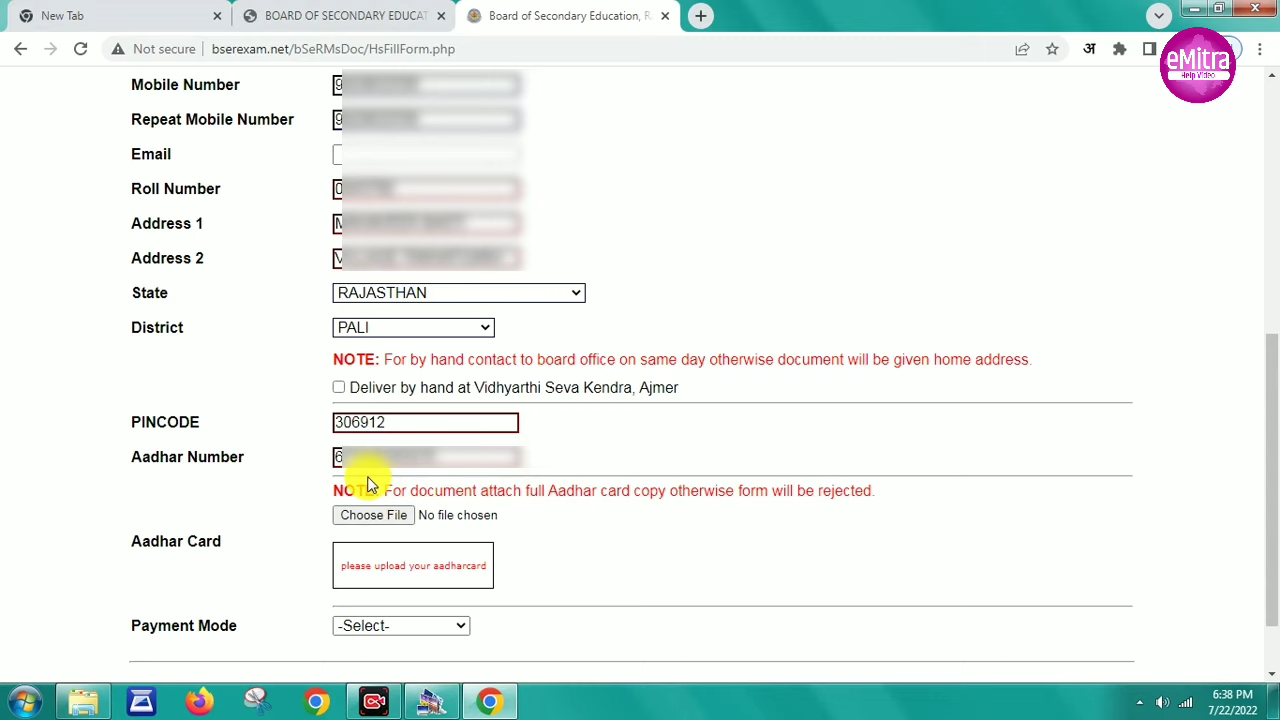 New Tab
BOARD OF SECONDARY EDUCAT
Board of Secondary Education, R
Not secure
bserexam.net/bSeRMsDoc/HsFillForm.php
अ
eMitra
Help Video
Mobile Number
9
Repeat Mobile Number
9
Email
Roll Number
0
Address 1
M
Address 2
V
State
RAJASTHAN
District
PALI
NOTE: For by hand contact to board office on same day otherwise document will be given home address.
Deliver by hand at Vidhyarthi Seva Kendra, Ajmer
PINCODE
306912
Aadhar Number
6
NOTE: For document attach full Aadhar card copy otherwise form will be rejected.
Choose File No file chosen
Aadhar Card
please upload your aadharcard
Payment Mode
-Select-
6:38 PM
7/22/2022